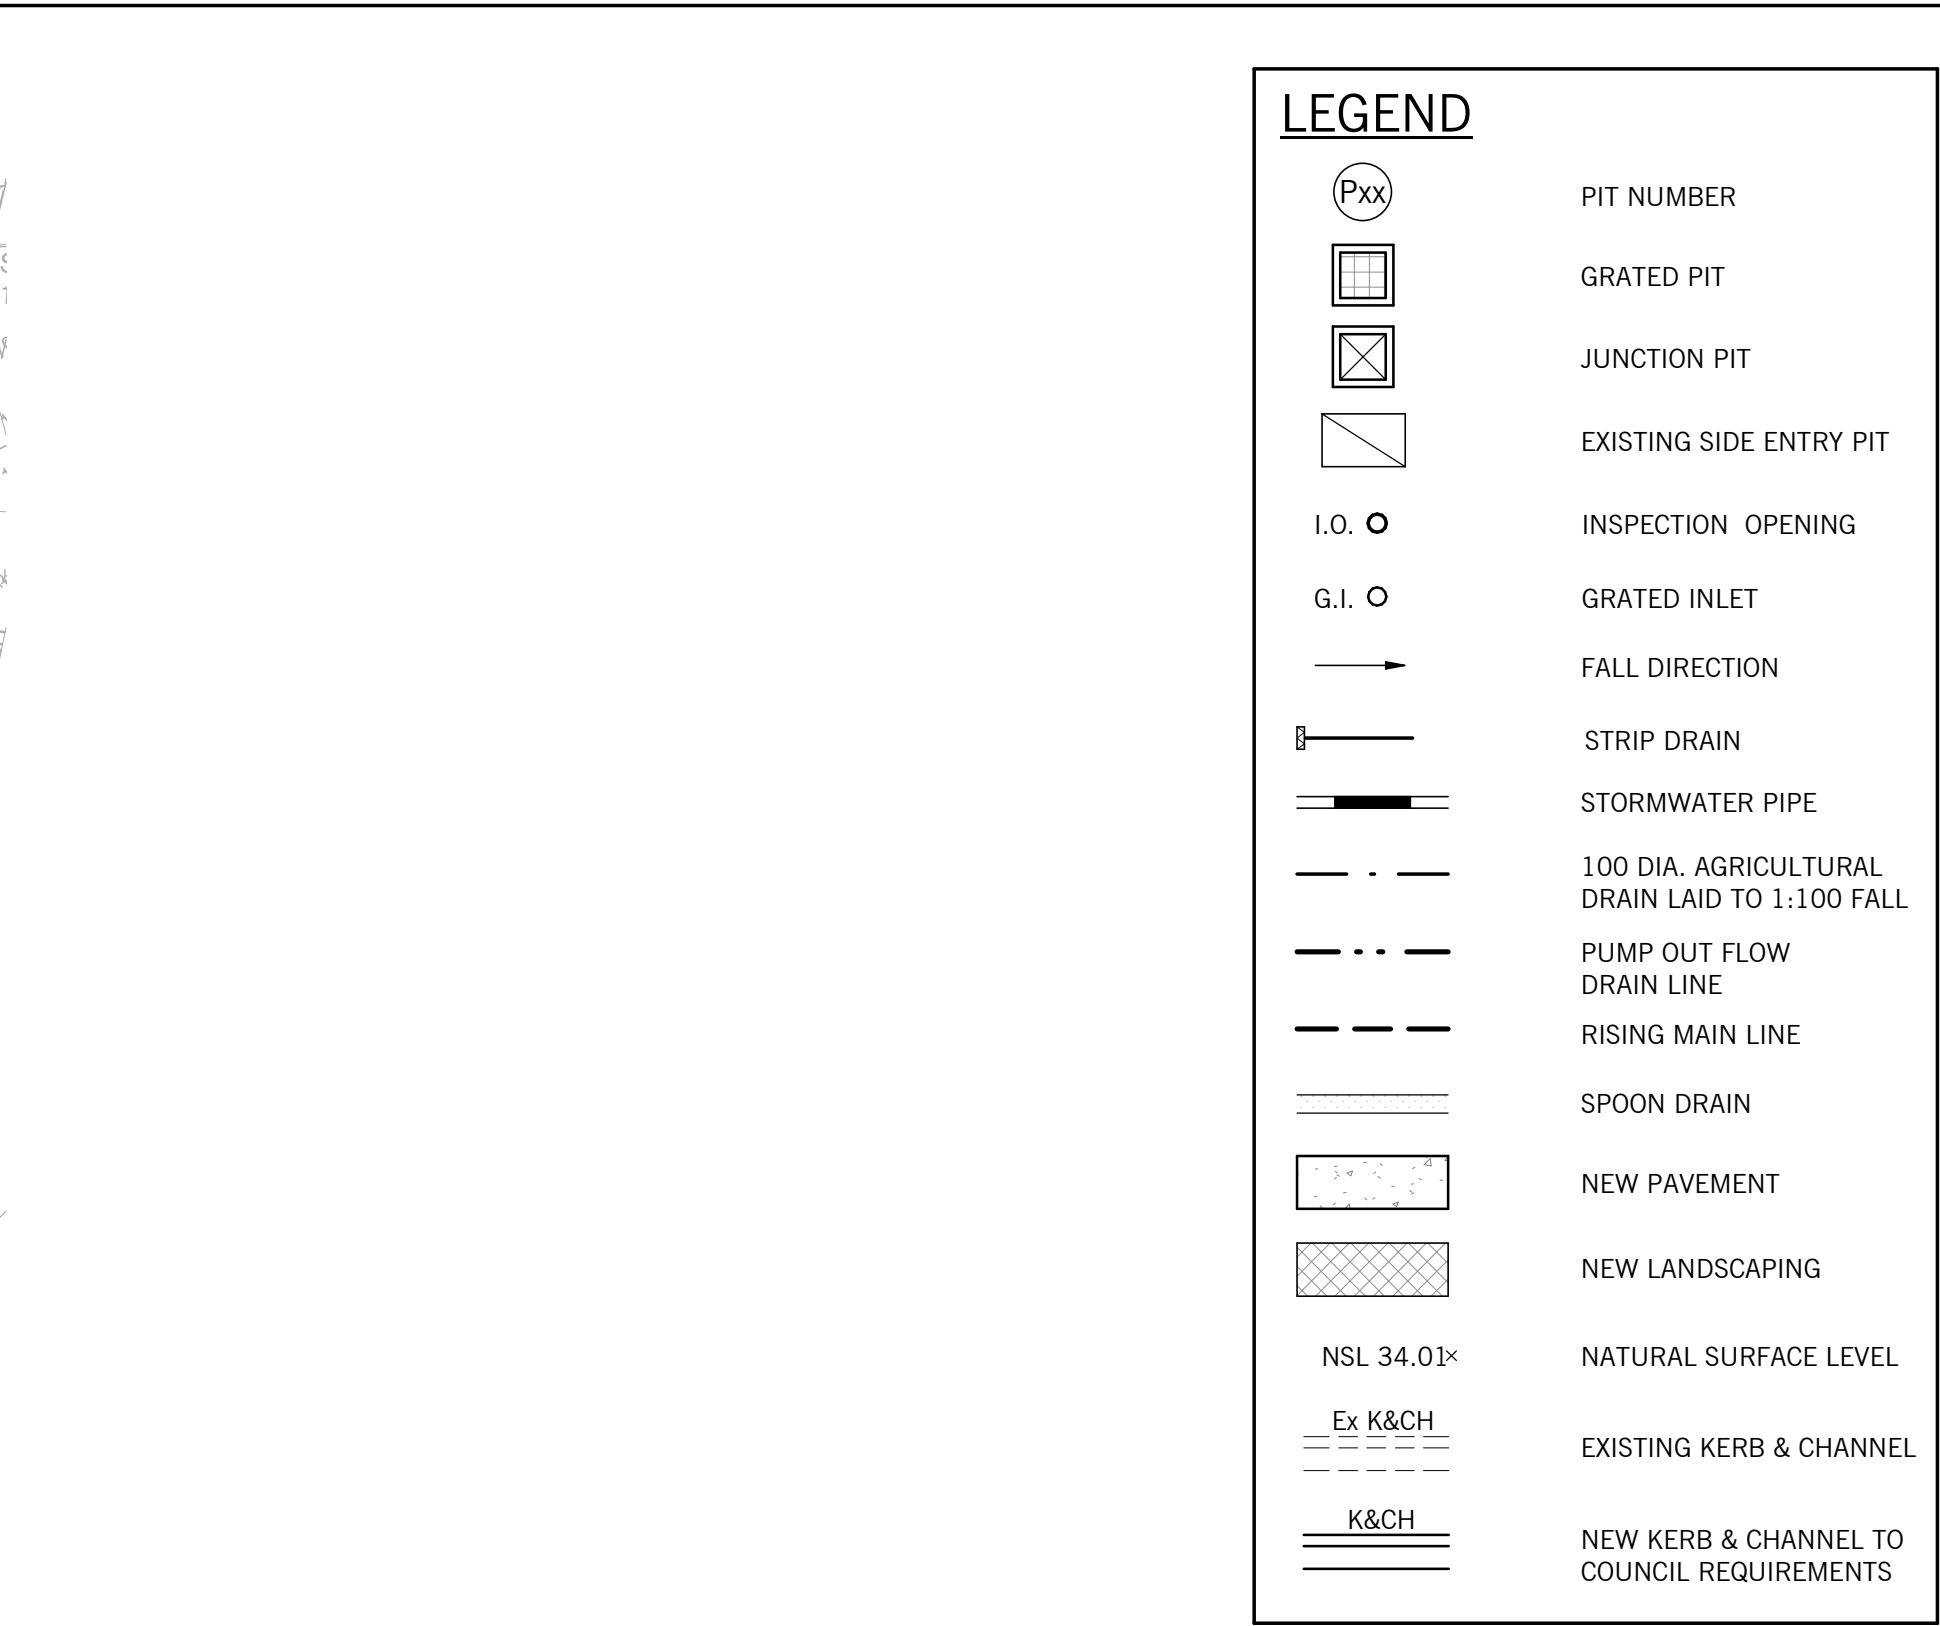 LEGEND
Pxx PIT NUMBER
GRATED PIT
JUNCTION PIT
EXISTING SIDE ENTRY PIT
I.O. INSPECTION OPENING
G.I. GRATED INLET
FALL DIRECTION
STRIP DRAIN
STORMWATER PIPE
100 DIA. AGRICULTURAL
DRAIN LAID TO 1:100 FALL
PUMP OUT FLOW
DRAIN LINE
RISING MAIN LINE
SPOON DRAIN
NEW PAVEMENT
NEW LANDSCAPING
NSL 34.01× NATURAL SURFACE LEVEL
Ex K&CH
EXISTING KERB & CHANNEL
K&CH
NEW KERB & CHANNEL TO
COUNCIL REQUIREMENTS